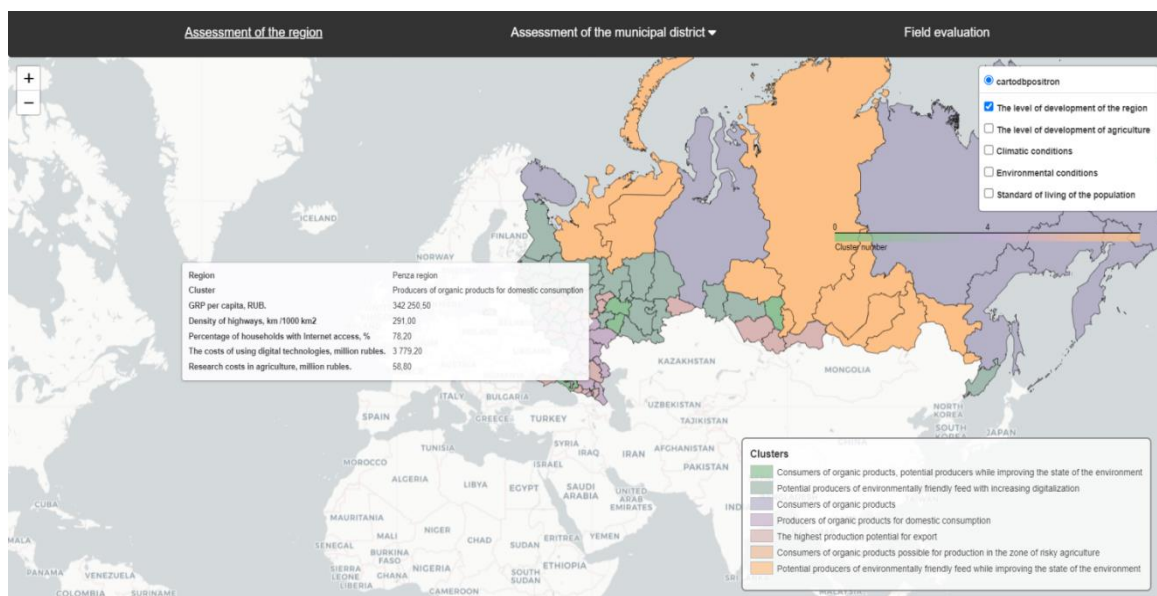 Assessment of the region
Assessment of the municipal district
Field evaluation
+
−
cartodbpositron
The level of development of the region
The level of development of agriculture
Climatic conditions
Environmental conditions
Standard of living of the population
0 4 7
Cluster number
ICELAND
FINLAND
NORWAY
Region Penza region
Cluster Producers of organic products for domestic consumption
GRP per capita, RUB. 342 250,50
Density of highways, km /1000 km2 291,00
Percentage of households with Internet access, % 78,20
The costs of using digital technologies, million rubles. 3 779,20
Research costs in agriculture, million rubles. 58,80
KAZAKHSTAN
MONGOLIA
ITALY
BULGARIA
UZBEKISTAN
NORTH
KOREA
SPAIN
GREECE
TURKEY
TAJIKISTAN
SOUTH
KOREA
JAPAN
TUNISIA
SYRIA
IRAQ
IRAN
AFGHANISTAN
MOROCCO
ISRAEL
PAKISTAN
ALGERIA
LIBYA
EGYPT
SAUDI
ARABIA
UNITED
ARAB
EMIRATES
CUBA
MAURITANIA
MALI
NIGER
CHAD
SUDAN
ERITREA
YEMEN
SENEGAL
BURKINA
FASO
SIERRA
LEONE
GHANA
NIGERIA
SOUTH
SUDAN
ETHIOPIA
LIBERIA
CAMEROON
PANAMA
VENEZUELA
COLOMBIA
SURINAME
Clusters
Consumers of organic products, potential producers while improving the state of the environment
Potential producers of environmentally friendly feed with increasing digitalization
Consumers of organic products
Producers of organic products for domestic consumption
The highest production potential for export
Consumers of organic products possible for production in the zone of risky agriculture
Potential producers of environmentally friendly feed while improving the state of the environment